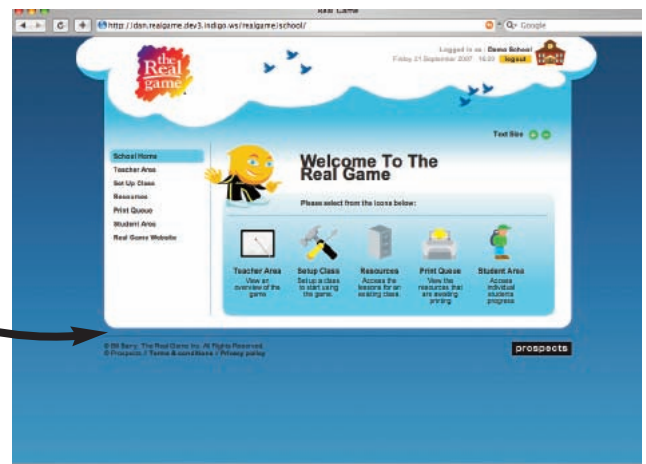 Real Game
http://dan.realgame.dev3.indigo.ws/realgame/school/
Google
the
Real
game
Logged in as: Demo School
Friday 21 September 2007 16:20 logout
Text Size
School Home
Teacher Area
Set Up Class
Resources
Print Queue
Student Area
Real Game Website
Welcome To The
Real Game
Please select from the icons below:
Teacher Area
View an
overview of the
game.
Setup Class
Set up a class
to start using
the game.
Resources
Access the
lessons for an
existing class.
Print Queue
View the
resources that
are awaiting
printing.
Student Area
Access
individual
students
progress
© Bill Barry, The Real Game Inc. All Rights Reserved.
© Prospects // Terms & conditions / Privacy policy
prospects